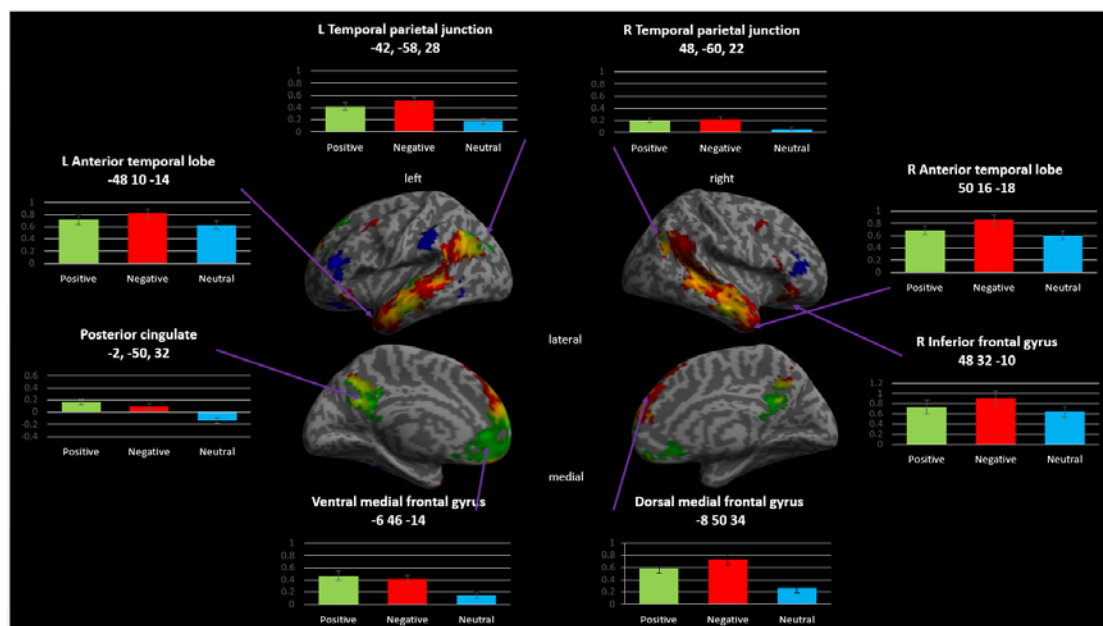 L Temporal parietal junction
-42, -58, 28
1
0.8
0.6
0.4
0.2
0
Positive Negative Neutral
R Temporal parietal junction
48, -60, 22
1
0.8
0.6
0.4
0.2
0
Positive Negative Neutral
L Anterior temporal lobe
-48 10 -14
1
0.8
0.6
0.4
0.2
0
Positive Negative Neutral
left
right
R Anterior temporal lobe
50 16 -18
1
0.8
0.6
0.4
0.2
0
Positive Negative Neutral
Posterior cingulate
-2, -50, 32
0.6
0.4
0.2
0
-0.2
-0.4
Positive Negative Neutral
lateral
R Inferior frontal gyrus
48 32 -10
1.2
1
0.8
0.6
0.4
0.2
0
Positive Negative Neutral
medial
Ventral medial frontal gyrus
-6 46 -14
1
0.8
0.6
0.4
0.2
0
Positive Negative Neutral
Dorsal medial frontal gyrus
-8 50 34
1
0.8
0.6
0.4
0.2
0
Positive Negative Neutral